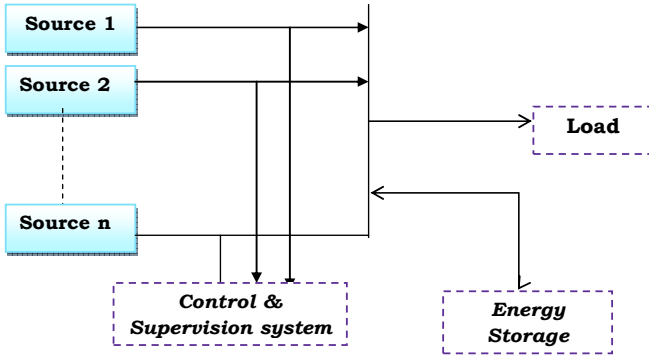 Source 1
Source 2
Load
Source n
Control &
Supervision system
Energy
Storage